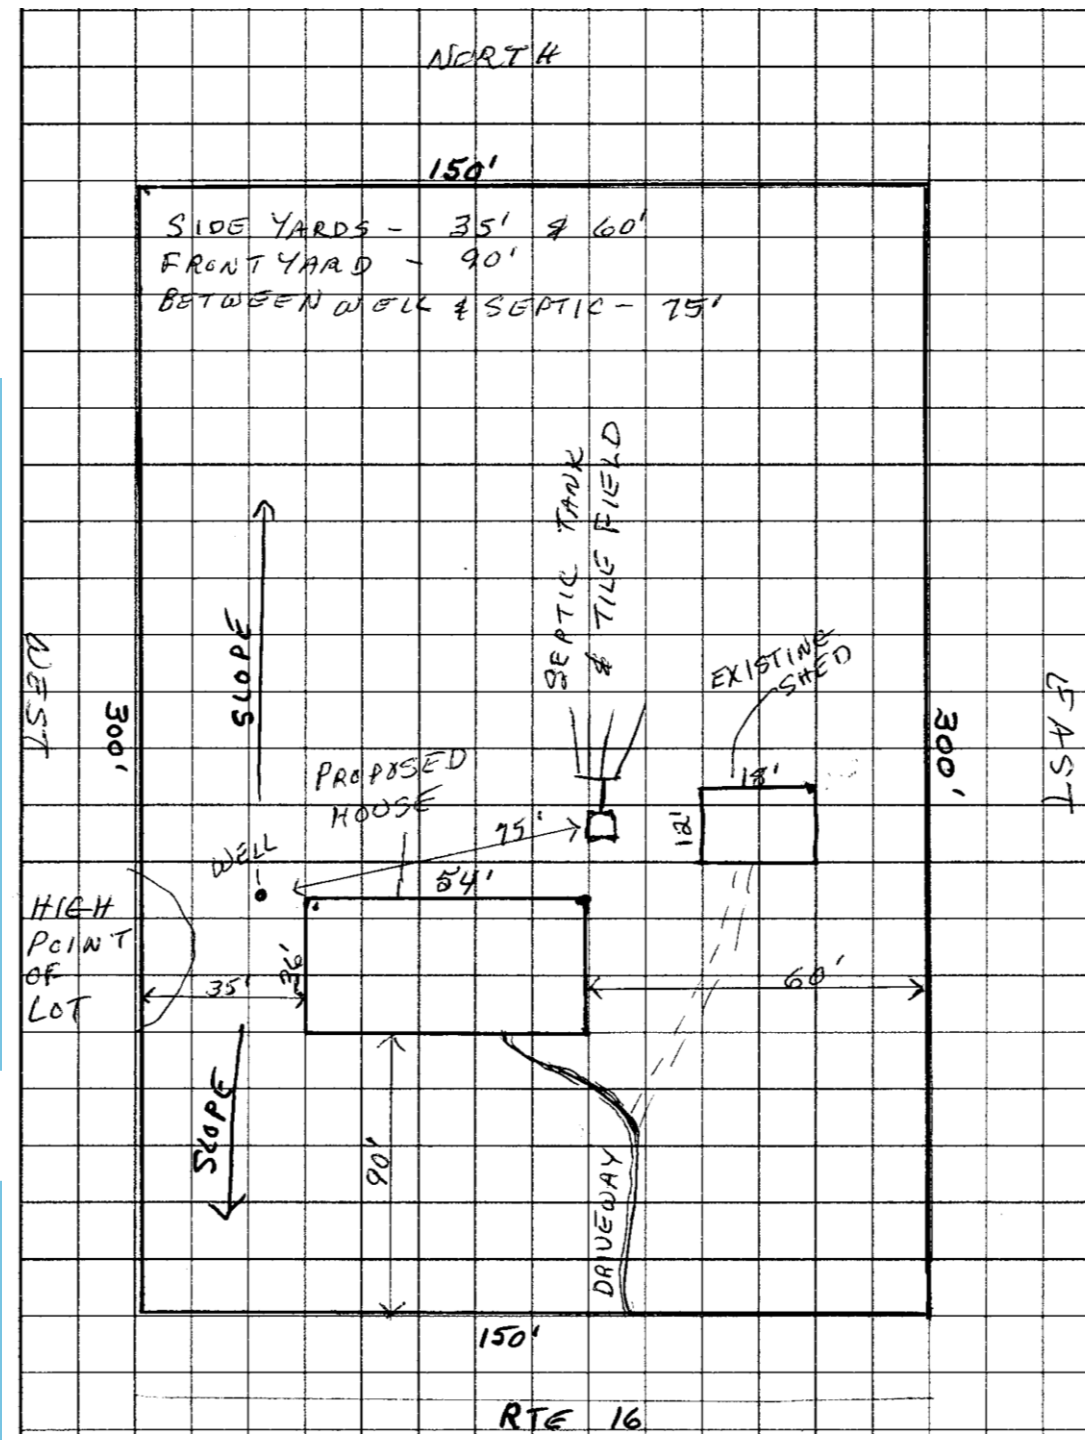 NORTH
150'
SIDE YARDS - 35' & 60'
FRONT YARD - 90'
BETWEEN WELL & SEPTIC - 75'
SEPTIC TANK
& TILE FIELD
SLOPE
WEST
300'
EXISTING
SHED
300'
EAST
PROPOSED
HOUSE
18'
12'
75'
WELL
54'
HIGH
POINT
OF
LOT
36'
35'
60'
SLOPE
90'
DRIVEWAY
150'
RTE 16